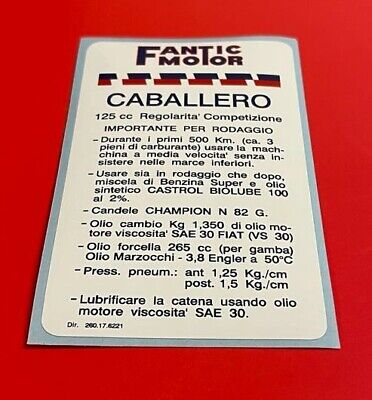 FANTIC
MOTOR
CABALLERO
125 cc Regolarita' Competizione
IMPORTANTE PER RODAGGIO
- Durante i primi 500 Km. (ca. 3
pieni di carburante) usare la mac-
china a media velocita' senza in-
sistere nelle marce inferiori.
- Usare sia in rodaggio che dopo,
miscela di Benzina Super e olio
sintetico CASTROL BIOLUBE 100
al 2%.
- Candele CHAMPION N 82 G.
- Olio cambio Kg 1,350 di olio mo-
tore viscosita' SAE 30 FIAT (VS 30)
- Olio forcella 265 cc (per gamba)
Olio Marzocchi - 3,8 Engler a 50°C
- Press. pneum.: ant 1,25 Kg./cm
post. 1,5 Kg./cm
- Lubrificare la catena usando olio
motore viscosita' SAE 30.
Dir. 260.17.6221